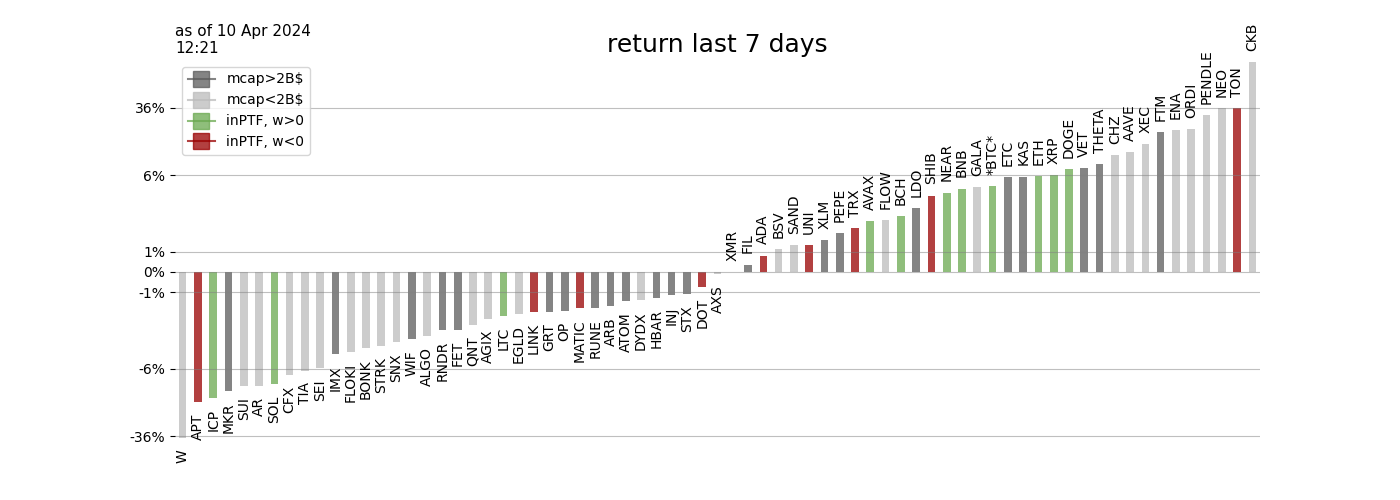 as of 10 Apr 2024
12:21
return last 7 days
mcap>2B$
mcap<2B$
inPTF, w>0
inPTF, w<0
36%
6%
1%
0%
-1%
-6%
-36%
W
APT
ICP
MKR
SUI
AR
SOL
CFX
TIA
SEI
IMX
FLOKI
BONK
STRK
SNX
WIF
ALGO
RNDR
FET
QNT
AGIX
LTC
EGLD
LINK
GRT
OP
MATIC
RUNE
ARB
ATOM
DYDX
HBAR
INJ
STX
DOT
AXS
XMR
FIL
ADA
BSV
SAND
UNI
XLM
PEPE
TRX
AVAX
FLOW
BCH
LDO
SHIB
NEAR
BNB
GALA
*BTC*
ETC
KAS
ETH
XRP
DOGE
VET
THETA
CHZ
AAVE
XEC
FTM
ENA
ORDI
PENDLE
NEO
TON
CKB